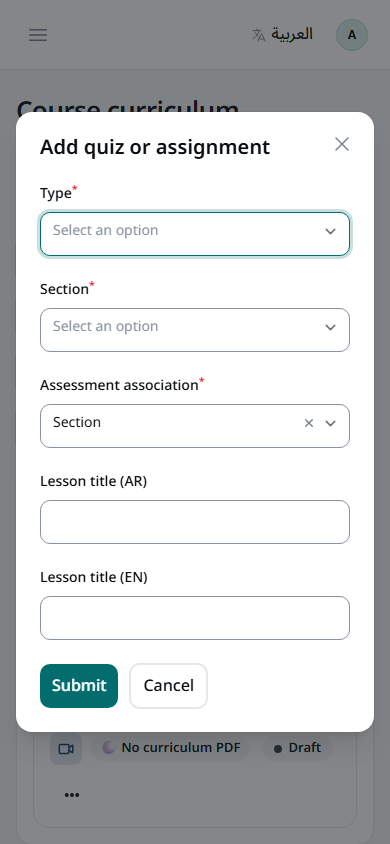 العربية
A
Course curriculum
Add quiz or assignment
Type*
Select an option
Section*
Select an option
Assessment association*
Section
Lesson title (AR)
Lesson title (EN)
Submit
Cancel
No curriculum PDF
Draft